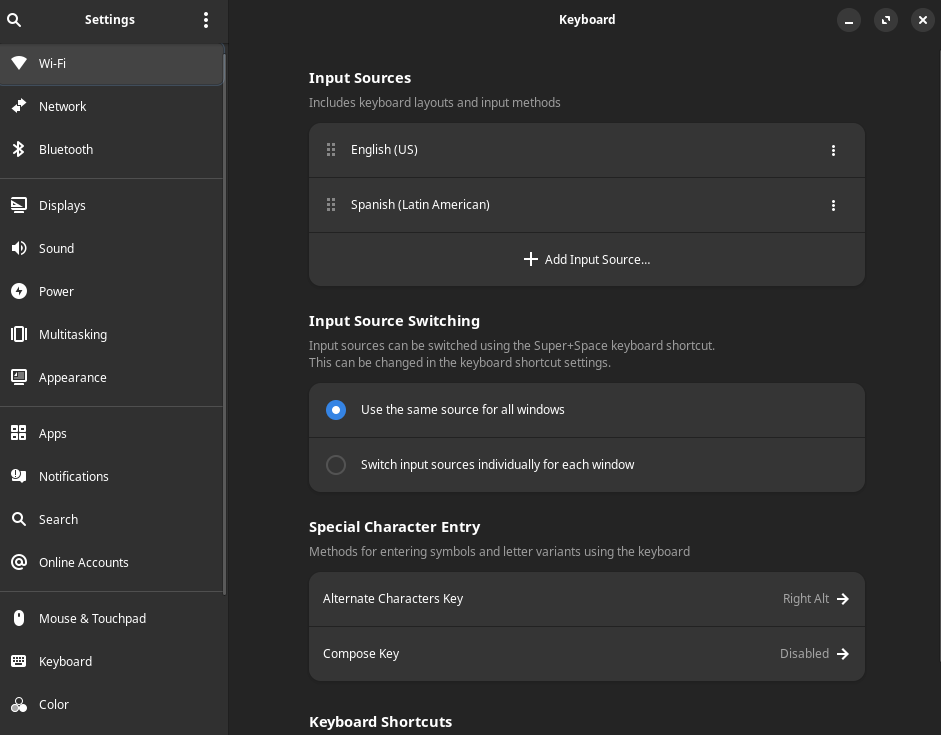 Settings
Wi-Fi
Network
Bluetooth
Displays
Sound
Power
Multitasking
Appearance
Apps
Notifications
Search
Online Accounts
Mouse & Touchpad
Keyboard
Color
Keyboard
Input Sources
Includes keyboard layouts and input methods
English (US)
Spanish (Latin American)
Add Input Source...
Input Source Switching
Input sources can be switched using the Super+Space keyboard shortcut.
This can be changed in the keyboard shortcut settings.
Use the same source for all windows
Switch input sources individually for each window
Special Character Entry
Methods for entering symbols and letter variants using the keyboard
Alternate Characters Key Right Alt
Compose Key Disabled
Keyboard Shortcuts